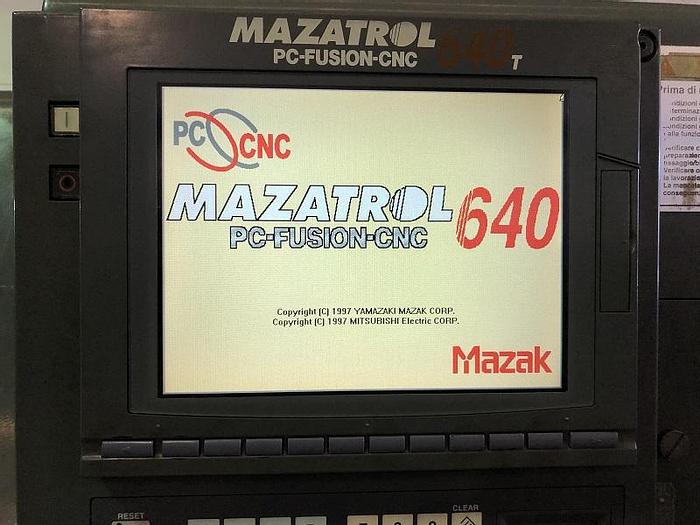 MAZATROL 640T
PC-FUSION-CNC
PC CNC
MAZATROL 640
PC-FUSION-CNC
Copyright (C) 1997 YAMAZAKI MAZAK CORP.
Copyright (C) 1997 MITSUBISHI Electric CORP.
Mazak
Prima di
RESET
CLEAR